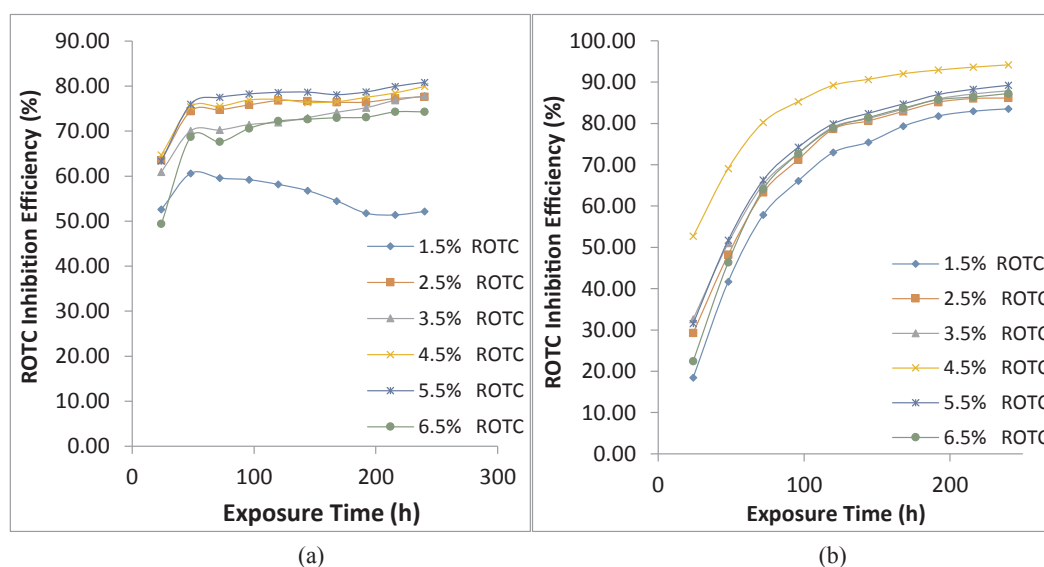 90.00
80.00
70.00
60.00
50.00
40.00
30.00
20.00
10.00
0.00
ROTC Inhibition Efficiency (%)
0
100
200
300
Exposure Time (h)
1.5% ROTC
2.5% ROTC
3.5% ROTC
4.5% ROTC
5.5% ROTC
6.5% ROTC
(a)
100.00
90.00
80.00
70.00
60.00
50.00
40.00
30.00
20.00
10.00
0.00
ROTC Inhibition Efficiency (%)
0
100
200
Exposure Time (h)
1.5% ROTC
2.5% ROTC
3.5% ROTC
4.5% ROTC
5.5% ROTC
6.5% ROTC
(b)